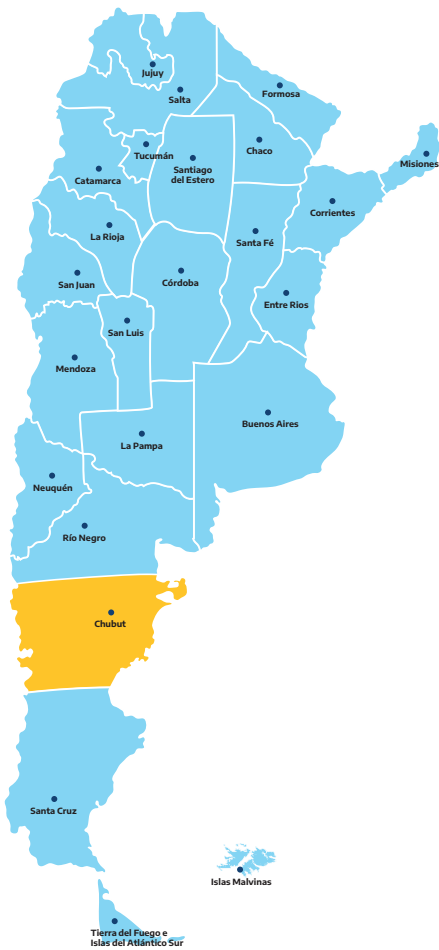 Jujuy
Salta
Formosa
Tucumán
Chaco
Misiones
Santiago
del Estero
Catamarca
Corrientes
La Rioja
Santa Fé
San Juan
Córdoba
Entre Rios
San Luis
Mendoza
Buenos Aires
La Pampa
Neuquén
Río Negro
Chubut
Santa Cruz
Islas Malvinas
Tierra del Fuego e
Islas del Atlántico Sur